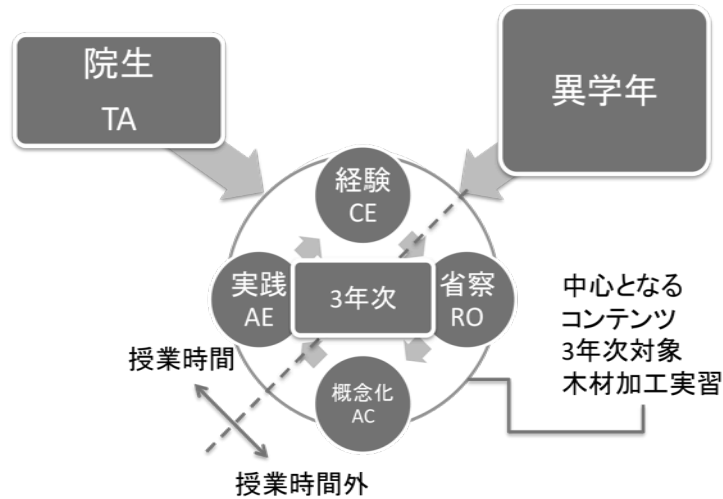 院生
TA
異学年
経験
CE
実践
AE
3年次
省察
RO
概念化
AC
中心となる
コンテンツ
3年次対象
木材加工実習
授業時間
授業時間外